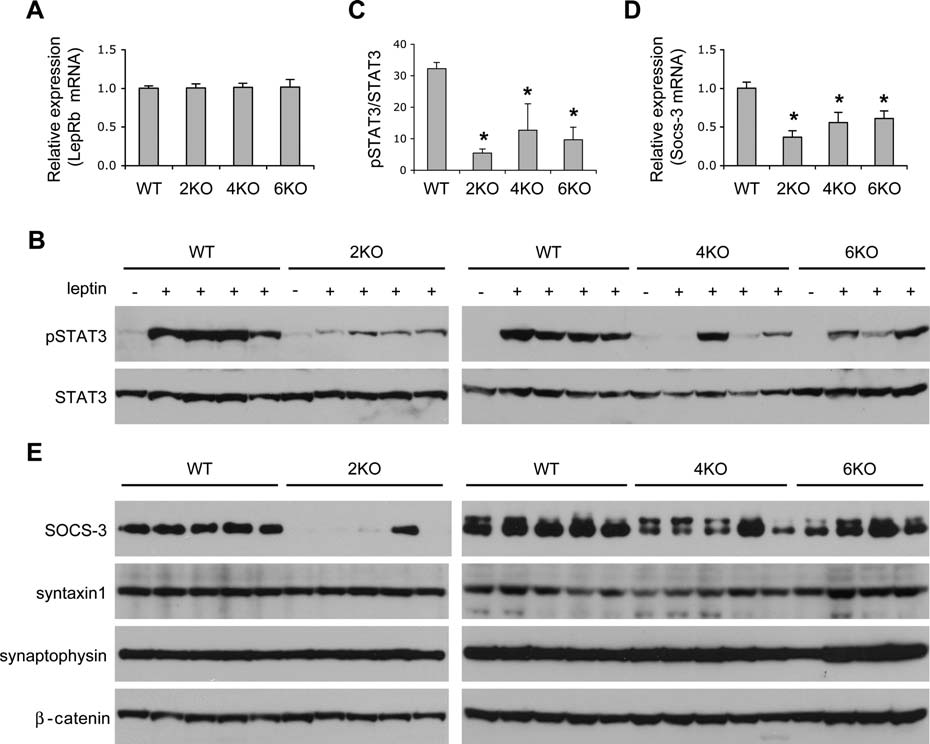 A
Relative expression
(LepRb mRNA)
1.5
1.0
0.5
0.0
WT 2KO 4KO 6KO
C
pSTAT3/STAT3
40
30
20
10
0
* * *
WT 2KO 4KO 6KO
D
Relative expression
(Socs-3 mRNA)
1.5
1.0
0.5
0.0
* * *
WT 2KO 4KO 6KO
B
WT 2KO WT 4KO 6KO
leptin - + + + + - + + + + - + + + + - + + + + - + + +
pSTAT3
STAT3
E
WT 2KO WT 4KO 6KO
SOCS-3
syntaxin1
synaptophysin
β-catenin